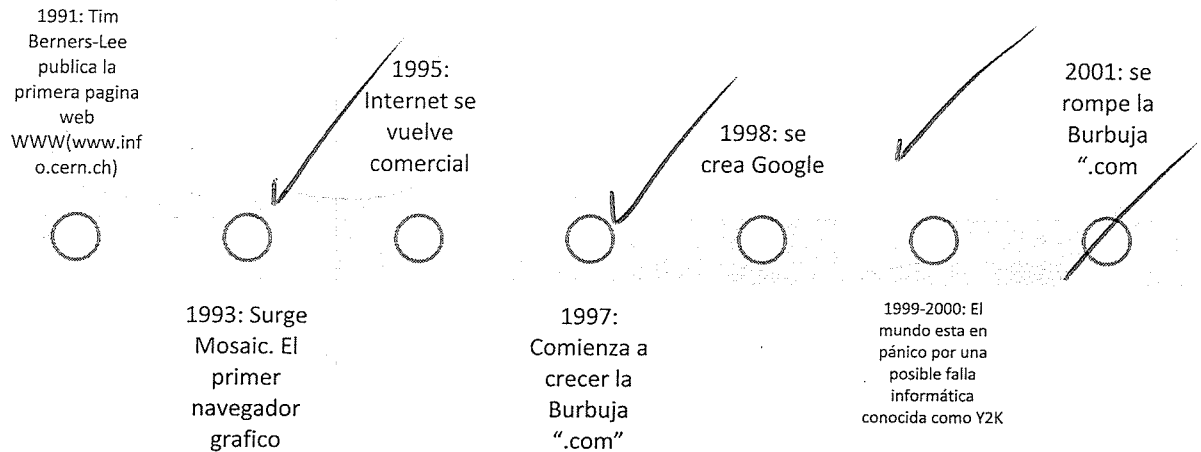 1991: Tim
Berners-Lee
publica la
primera pagina
web
WWW(www.inf
o.cern.ch)
1993: Surge
Mosaic. El
primer
navegador
grafico
1995:
Internet se
vuelve
comercial
1997:
Comienza a
crecer la
Burbuja
“.com”
1998: se
crea Google
1999-2000: El
mundo esta en
pánico por una
posible falla
informática
conocida como Y2K
2001: se
rompe la
Burbuja
“.com